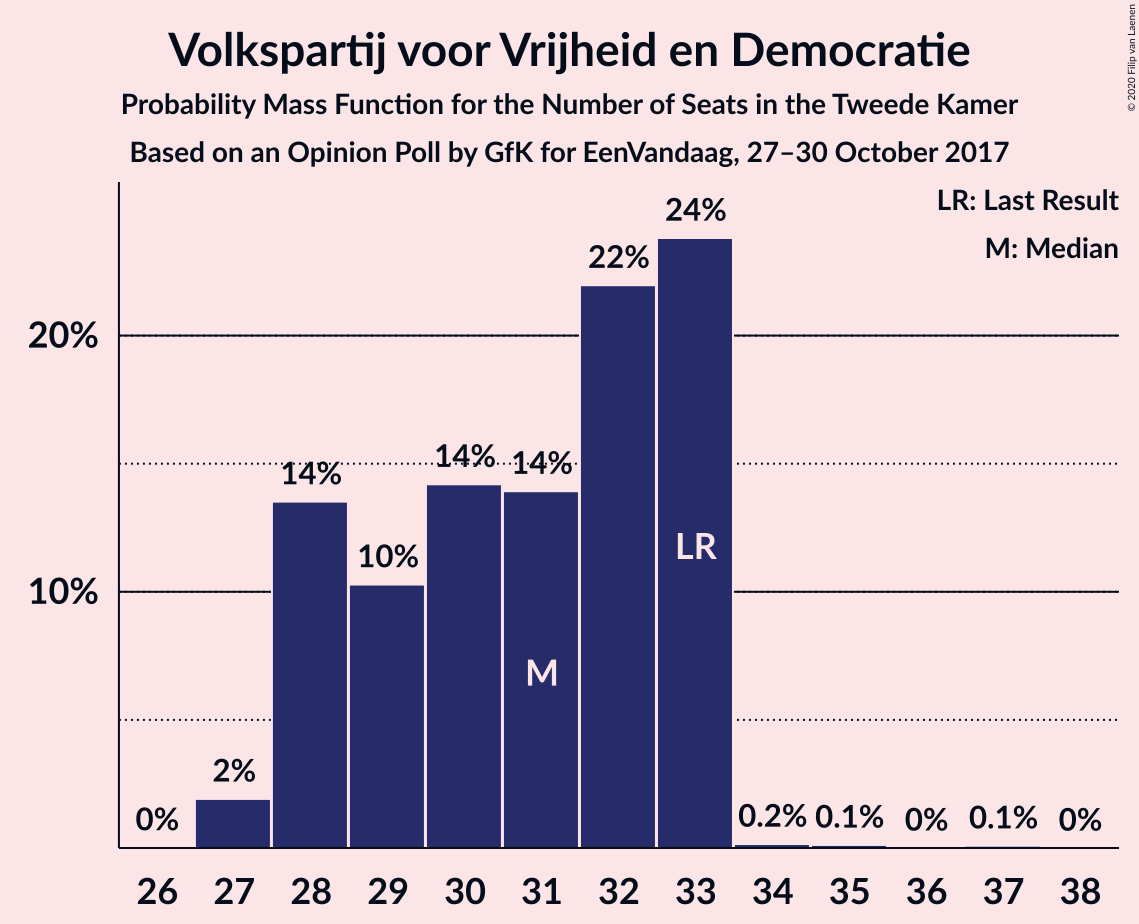 Volkspartij voor Vrijheid en Democratie
Probability Mass Function for the Number of Seats in the Tweede Kamer
Based on an Opinion Poll by GfK for EenVandaag, 27–30 October 2017
© 2020 Filip van Laenen
LR: Last Result
M: Median
20%
10%
0%
2%
14%
10%
14%
14%
22%
24%
0.2%
0.1%
0%
0.1%
0%
M
LR
26 27 28 29 30 31 32 33 34 35 36 37 38